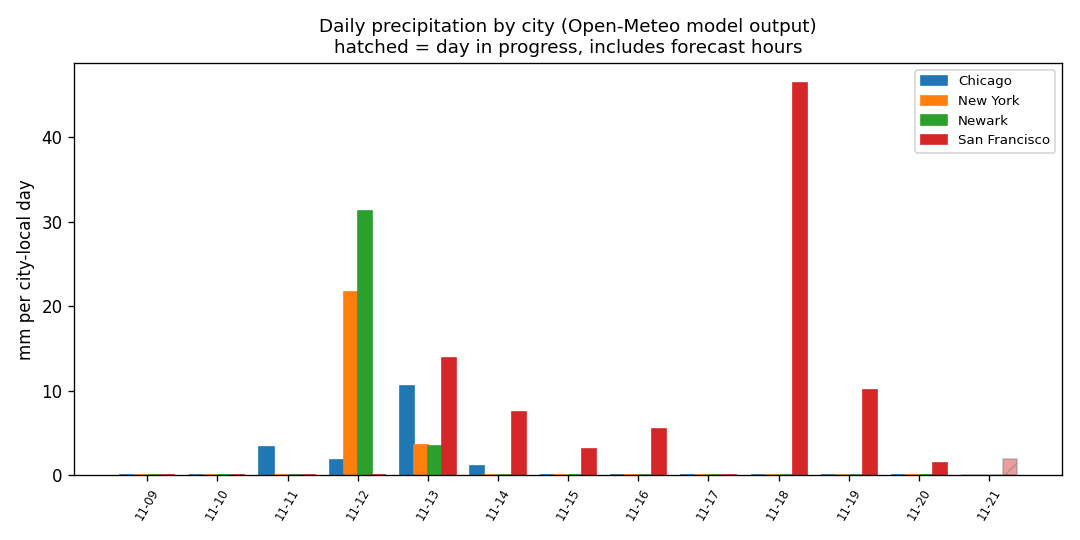 Daily precipitation by city (Open-Meteo model output)
hatched = day in progress, includes forecast hours
Chicago
New York
Newark
San Francisco
mm per city-local day
40
30
20
10
0
11-09
11-10
11-11
11-12
11-13
11-14
11-15
11-16
11-17
11-18
11-19
11-20
11-21